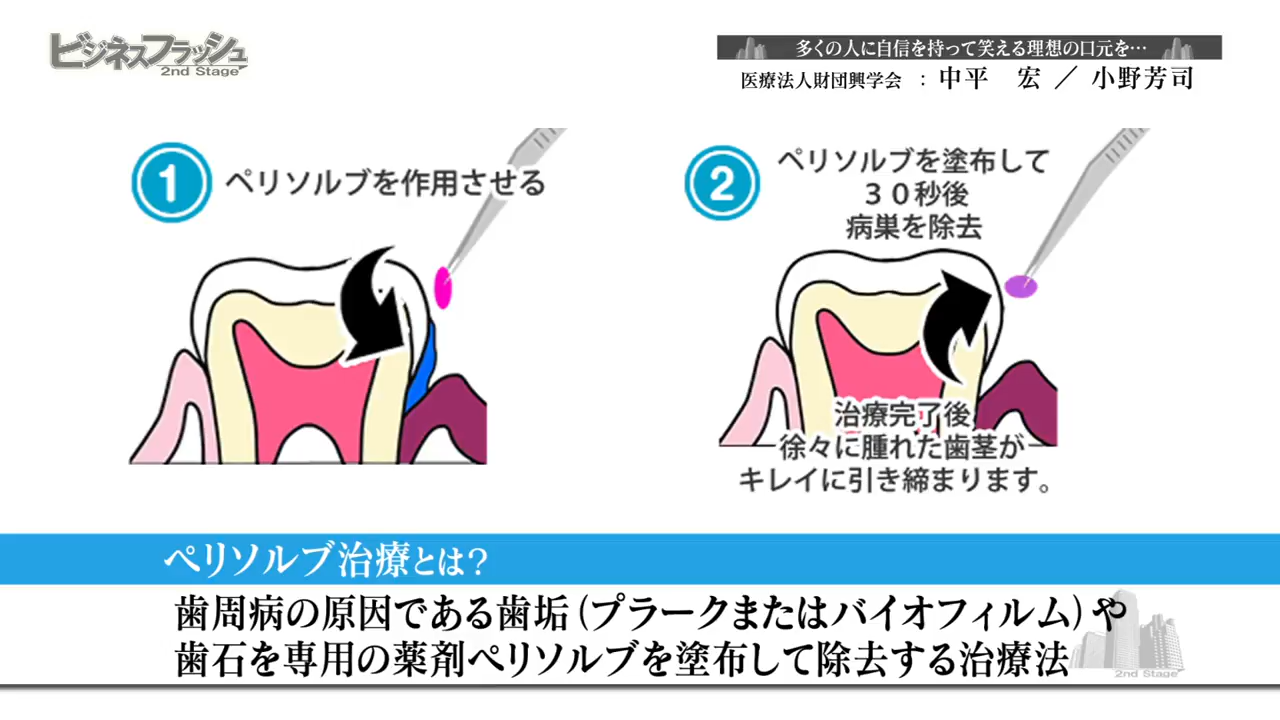 ビジネスフラッシュ
2nd Stage
多くの人に自信を持って笑える理想の口元を…
医療法人財団興学会 ： 中平　宏 ／ 小野芳司
1 ペリソルブを作用させる
2 ペリソルブを塗布して
３０秒後
病巣を除去
治療完了後
徐々に腫れた歯茎が
キレイに引き締まります。
ペリソルブ治療とは？
歯周病の原因である歯垢（プラークまたはバイオフィルム）や
歯石を専用の薬剤ペリソルブを塗布して除去する治療法
2nd Stage